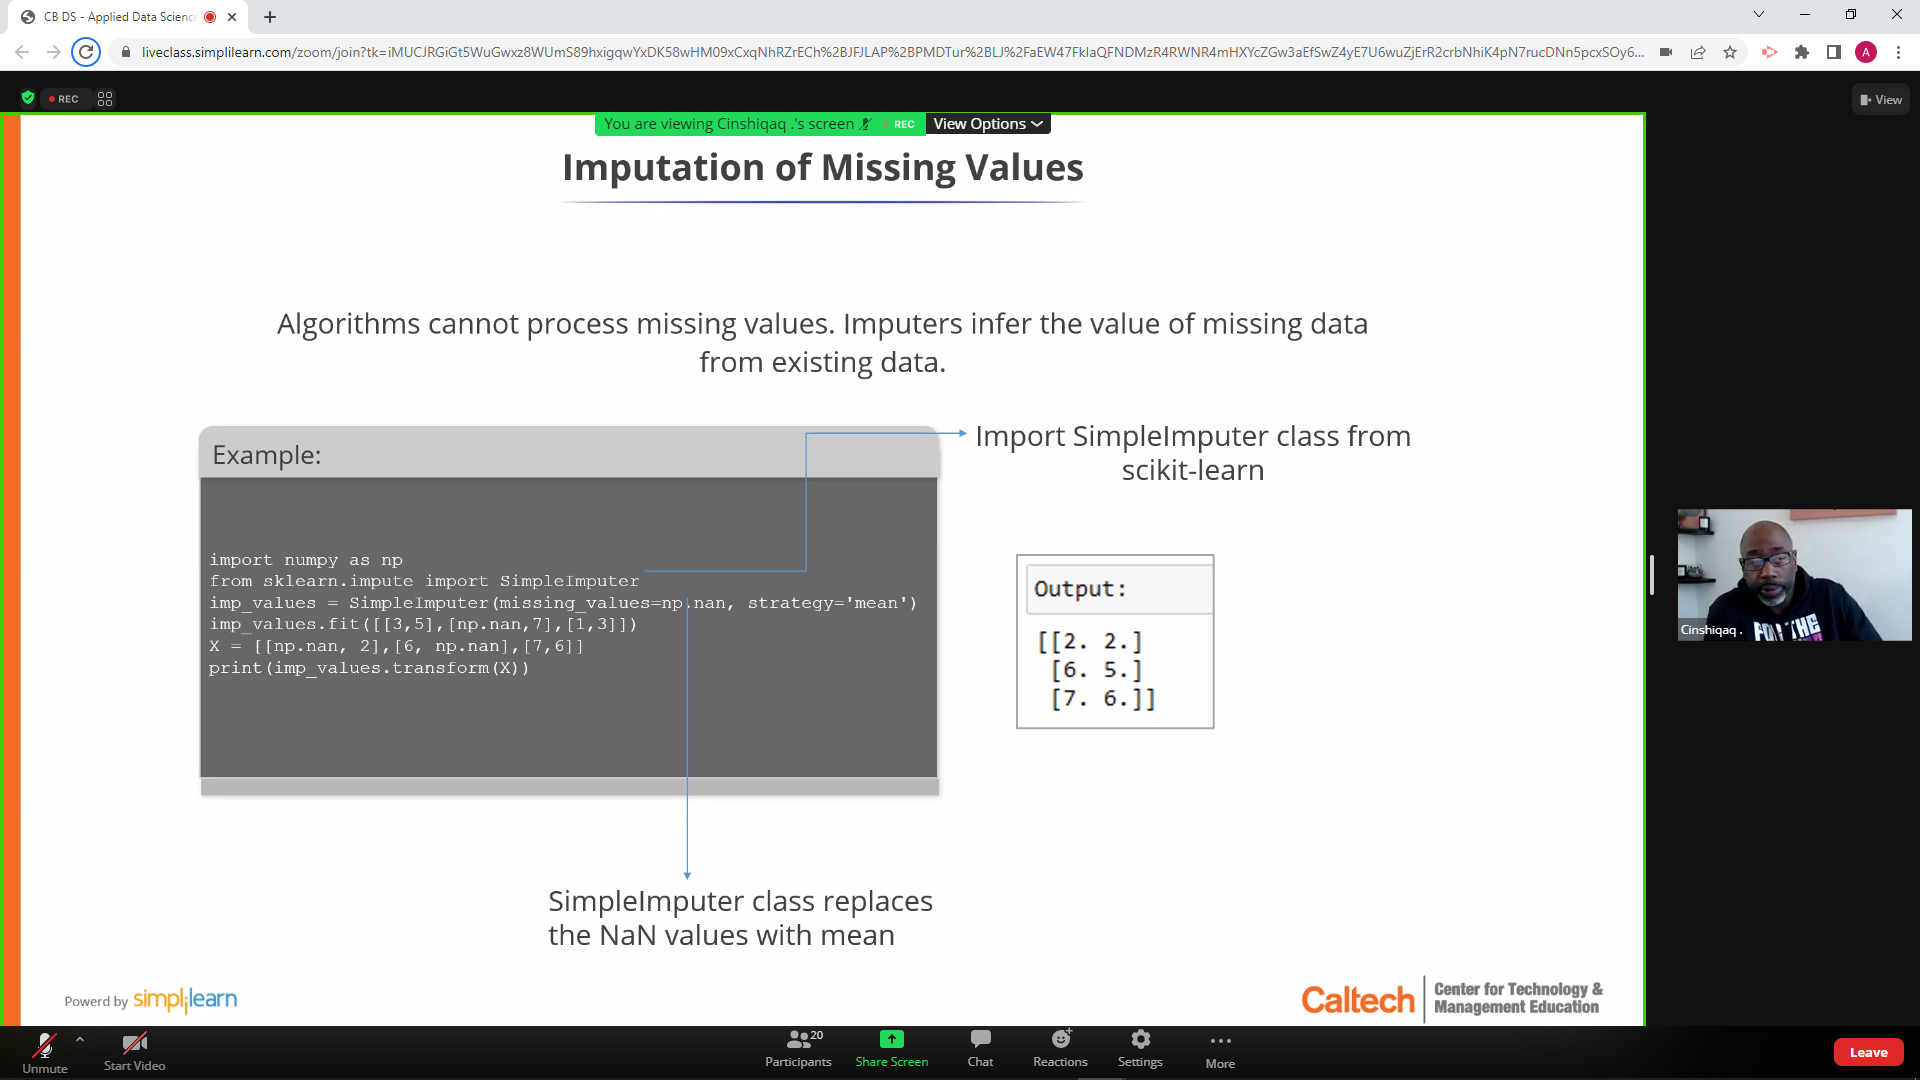 CB DS - Applied Data Scienc
liveclass.simplilearn.com/zoom/join?tk=iMUCJRGiGt5WuGwxz8WUmS89hxigqwYxDK58wHM09xCxqNhRZrECh%2BJFJLAP%2BPMDTur%2BLJ%2FaEW47FklaQFNDMzR4RWNR4mHXYcZGw3aEfSwZ4yE7U6wuZjErR2crbNhiK4pN7rucDNn5pcxSOy6...
A
REC
View
You are viewing Cinshiqaq .'s screen
REC
View Options
Imputation of Missing Values
Algorithms cannot process missing values. Imputers infer the value of missing data
from existing data.
Example:
Import SimpleImputer class from
scikit-learn
import numpy as np
from sklearn.impute import SimpleImputer
imp_values = SimpleImputer(missing_values=np.nan, strategy='mean')
imp_values.fit([[3,5],[np.nan,7],[1,3]])
X = [[np.nan, 2],[6, np.nan],[7,6]]
print(imp_values.transform(X))
Output:
[[2. 2.]
[6. 5.]
[7. 6.]]
Cinshiqaq .
SimpleImputer class replaces
the NaN values with mean
Powerd by simplilearn
Caltech
Center for Technology &
Management Education
Unmute
Start Video
20
Participants
Share Screen
Chat
Reactions
Settings
More
Leave